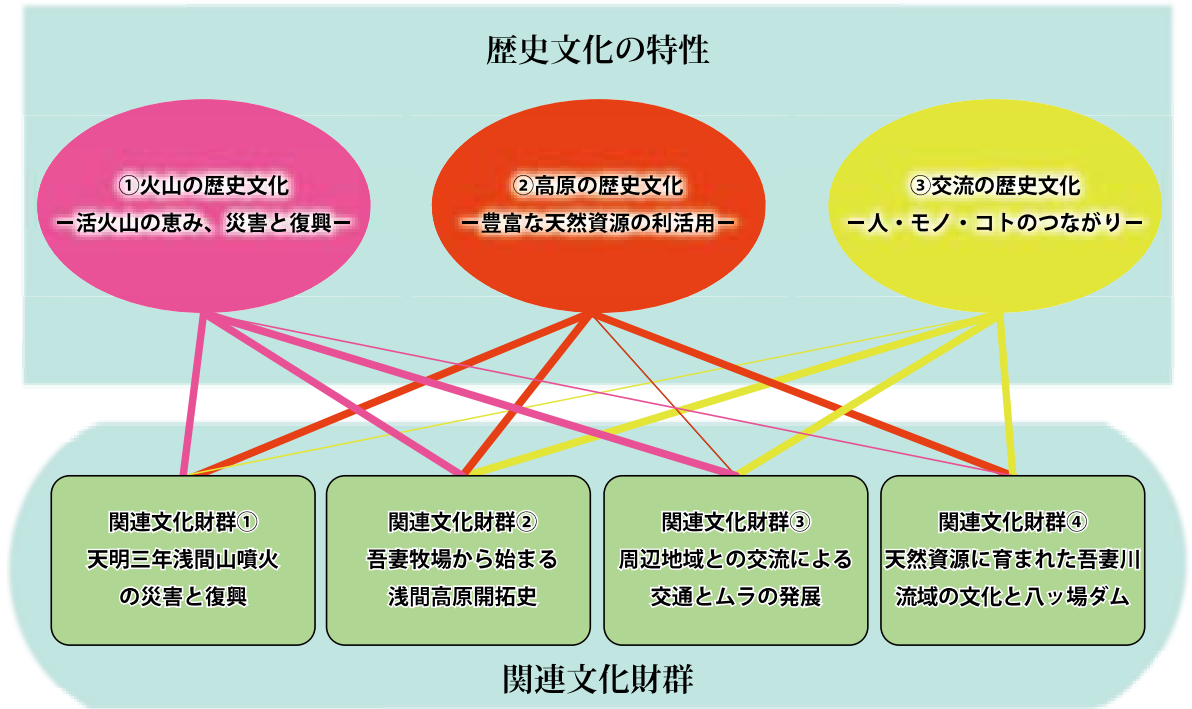 歴史文化の特性
①火山の歴史文化
ー活火山の恵み、災害と復興ー
②高原の歴史文化
ー豊富な天然資源の利活用ー
③交流の歴史文化
ー人・モノ・コトのつながりー
関連文化財群①
天明三年浅間山噴火
の災害と復興
関連文化財群②
吾妻牧場から始まる
浅間高原開拓史
関連文化財群③
周辺地域との交流による
交通とムラの発展
関連文化財群④
天然資源に育まれた吾妻川
流域の文化と八ッ場ダム
関連文化財群